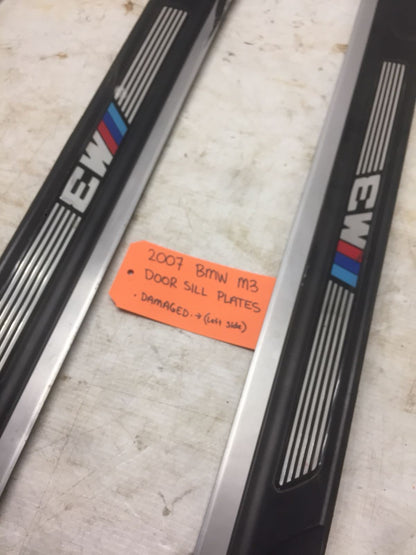 M3
2007 BMW M3
DOOR SILL PLATES
• DAMAGED → (Left side)
M3